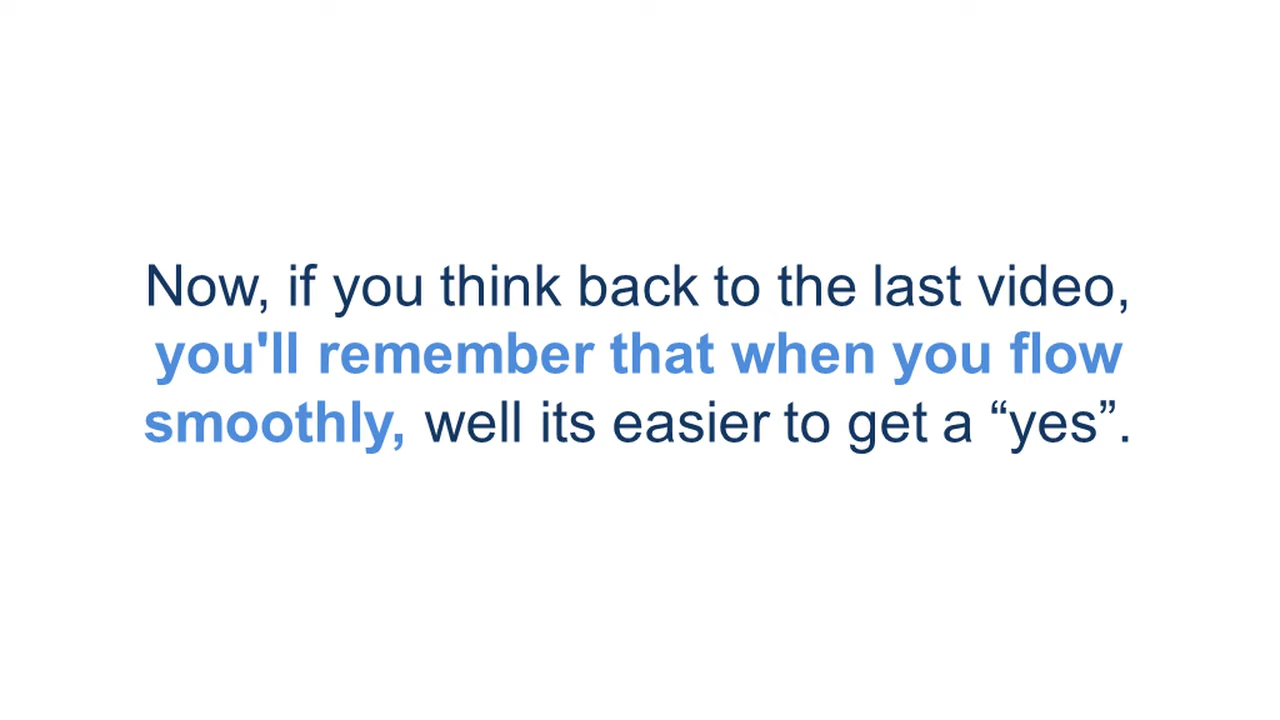 Now, if you think back to the last video,
you'll remember that when you flow
smoothly, well its easier to get a “yes”.